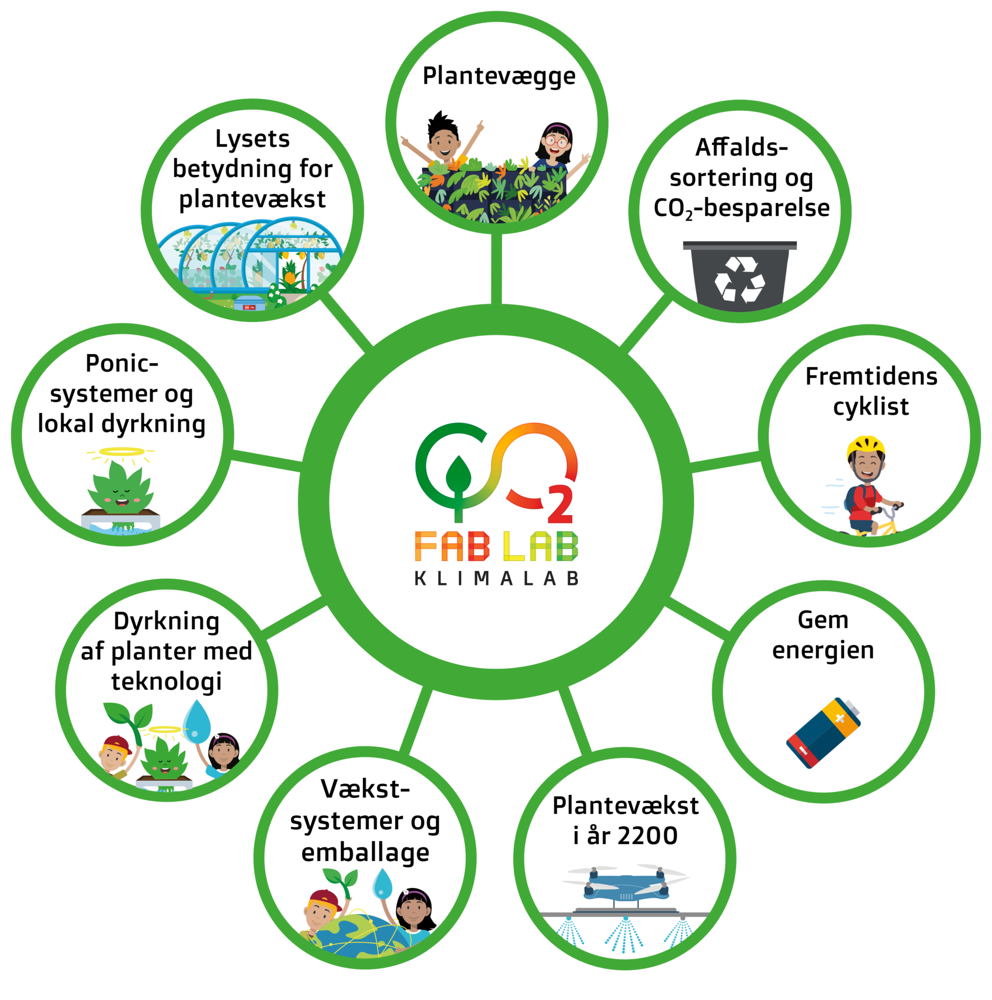 Plantevægge
Affalds-
sortering og
CO₂-besparelse
Fremtidens
cyklist
Gem
energien
Plantevækst
i år 2200
Vækst-
systemer og
emballage
Dyrkning
af planter med
teknologi
Ponic-
systemer og
lokal dyrkning
Lysets
betydning for
plantevækst
CO2
FAB LAB
KLIMALAB